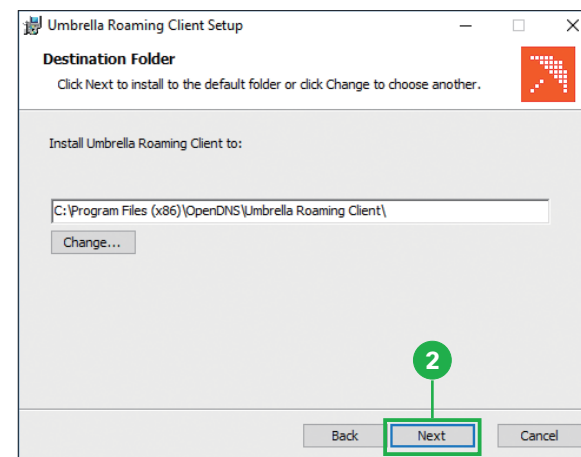 Umbrella Roaming Client Setup
Destination Folder
Click Next to install to the default folder or click Change to choose another.
Install Umbrella Roaming Client to:
C:\Program Files (x86)\OpenDNS\Umbrella Roaming Client\
Change...
2
Back Next Cancel